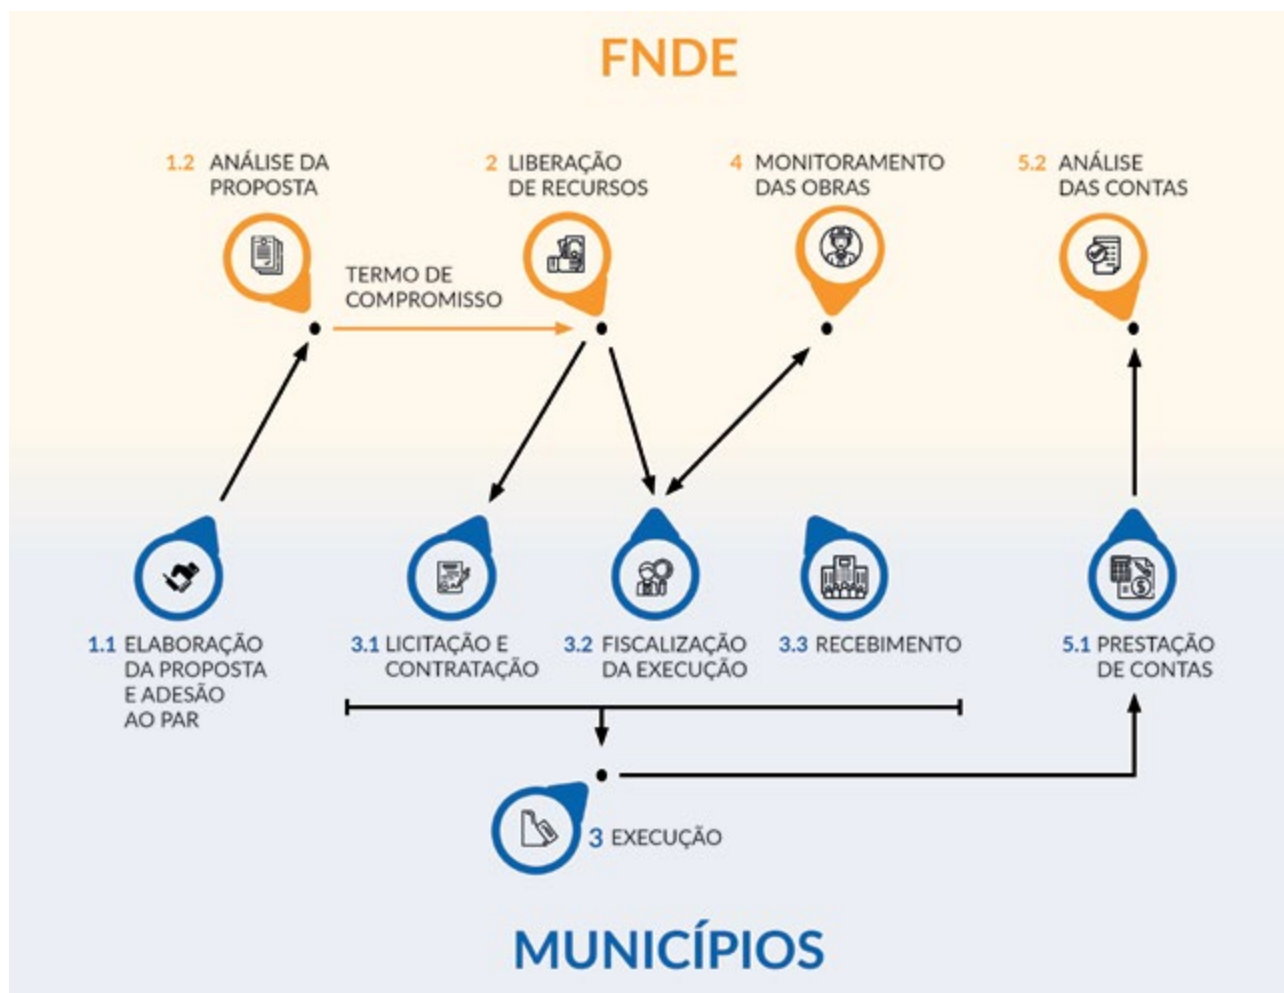 FNDE
1.2 ANÁLISE DA
PROPOSTA
2 LIBERAÇÃO
DE RECURSOS
4 MONITORAMENTO
DAS OBRAS
5.2 ANÁLISE
DAS CONTAS
TERMO DE
COMPROMISSO
1.1 ELABORAÇÃO
DA PROPOSTA
E ADESÃO
AO PAR
3.1 LICITAÇÃO E
CONTRATAÇÃO
3.2 FISCALIZAÇÃO
DA EXECUÇÃO
3.3 RECEBIMENTO
5.1 PRESTAÇÃO
DE CONTAS
3 EXECUÇÃO
MUNICÍPIOS